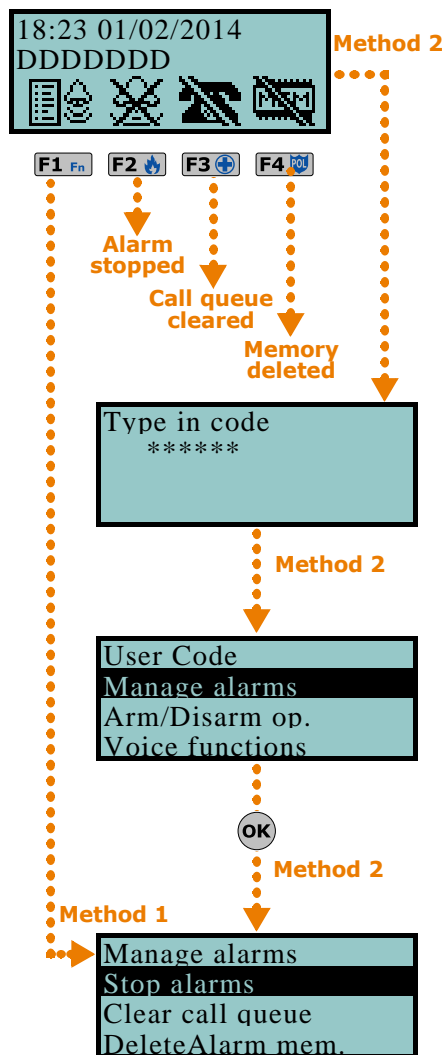 18:23 01/02/2014
DDDDDDD
Method 2
MEM
F1 Fn F2 F3 F4 POL
Alarm
stopped
Call queue
cleared
Memory
deleted
Type in code
******
Method 2
User Code
Manage alarms
Arm/Disarm op.
Voice functions
OK
Method 2
Method 1
Manage alarms
Stop alarms
Clear call queue
DeleteAlarm mem.